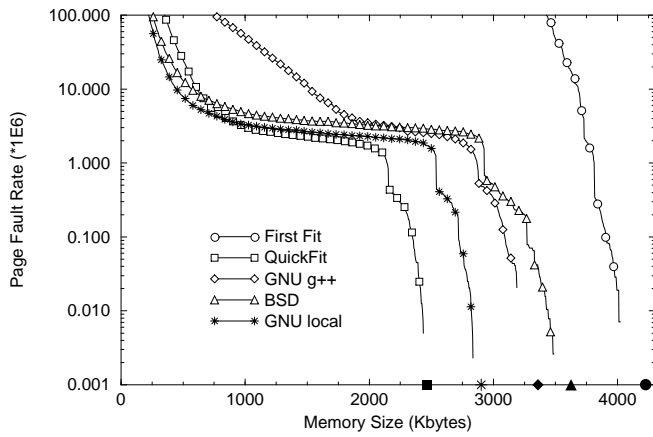 100.000
10.000
1.000
0.100
0.010
0.001
Page Fault Rate (*1E6)
First Fit
QuickFit
GNU g++
BSD
GNU local
0 1000 2000 3000 4000
Memory Size (Kbytes)